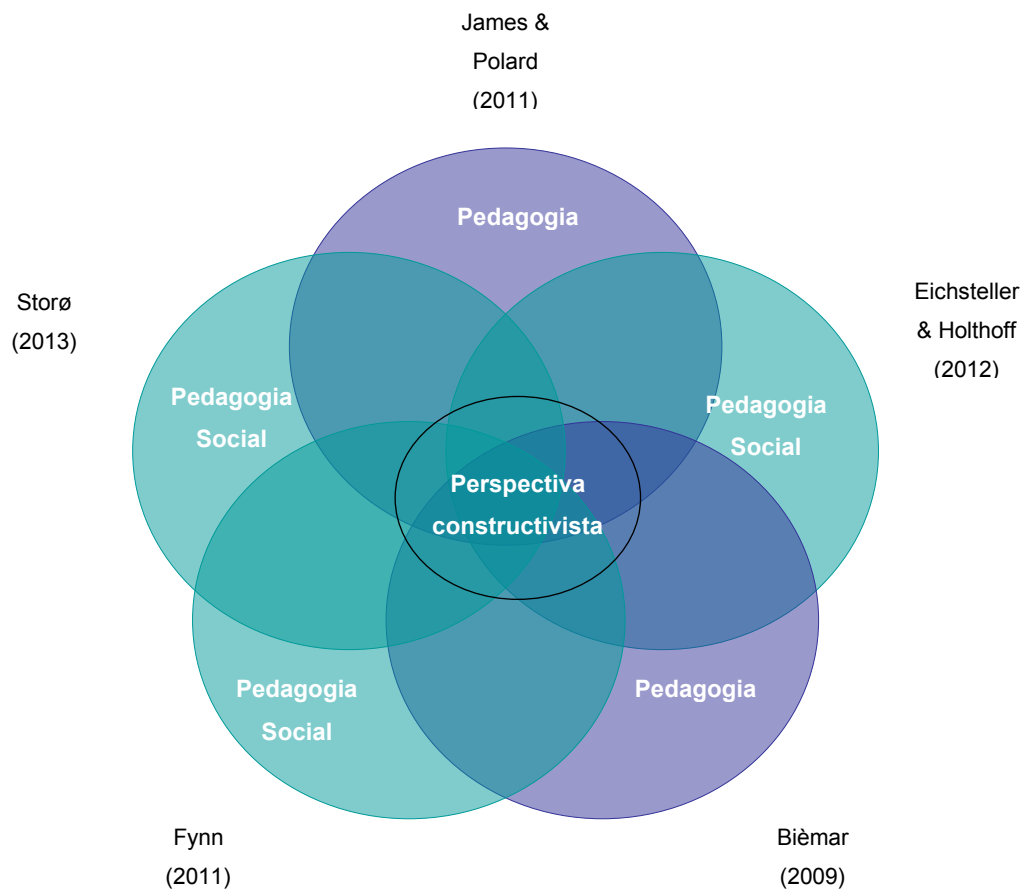 James &
Polard
(2011)
Pedagogia
Storø
(2013)
Eichsteller
& Holthoff
(2012)
Pedagogia
Social
Pedagogia
Social
Perspectiva
constructivista
Pedagogia
Social
Pedagogia
Fynn
(2011)
Bièmar
(2009)